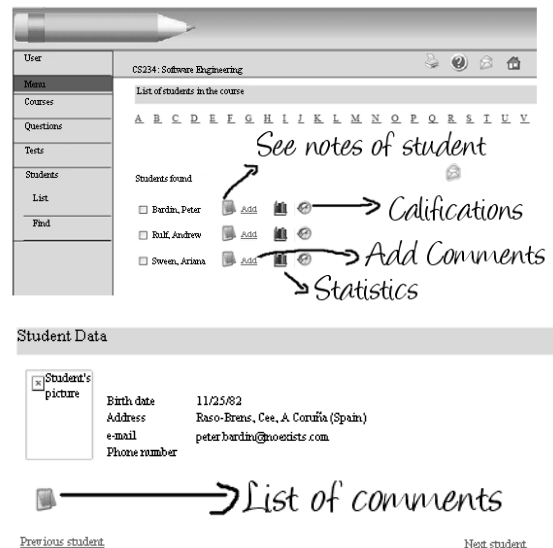 User
CS234: Software Engineering
Menu
List of students in the course
Courses
A B C D E F G H I J K L M N O P Q R S T U V
Questions
See notes of student
Tests
Students
Students found
List
Bardin, Peter Add
Califications
Find
Rulf, Andrew Add
Add Comments
Sween, Ariana Add
Statistics
Student Data
Student's
picture
Birth date 11/25/82
Address Raso-Brens, Cee, A Coruña (Spain)
e-mail peter.bardin@noexists.com
Phone number
List of comments
Previous student Next student